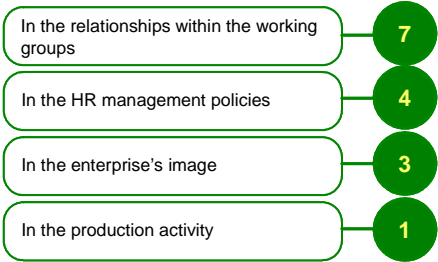 In the relationships within the working
groups
7
In the HR management policies
4
In the enterprise's image
3
In the production activity
1